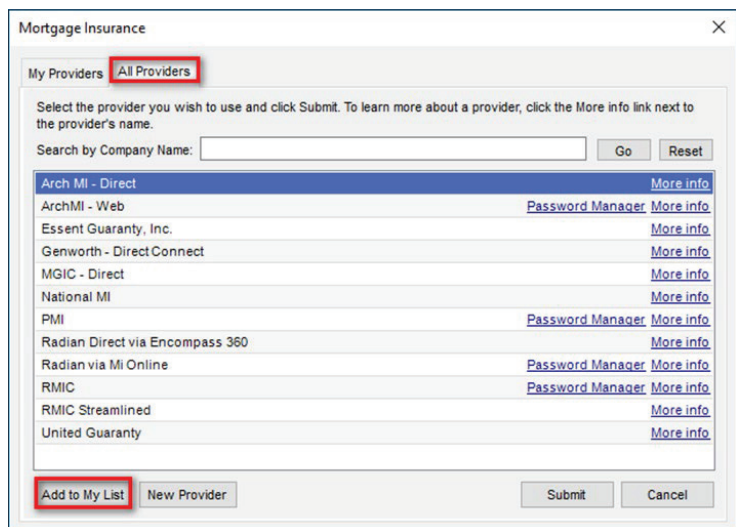 Mortgage Insurance
My Providers All Providers
Select the provider you wish to use and click Submit. To learn more about a provider, click the More info link next to
the provider's name.
Search by Company Name: Go Reset
Arch MI - Direct More info
ArchMI - Web Password Manager More info
Essent Guaranty, Inc. More info
Genworth - Direct Connect More info
MGIC - Direct More info
National MI More info
PMI Password Manager More info
Radian Direct via Encompass 360 More info
Radian via Mi Online Password Manager More info
RMIC Password Manager More info
RMIC Streamlined More info
United Guaranty More info
Add to My List New Provider Submit Cancel